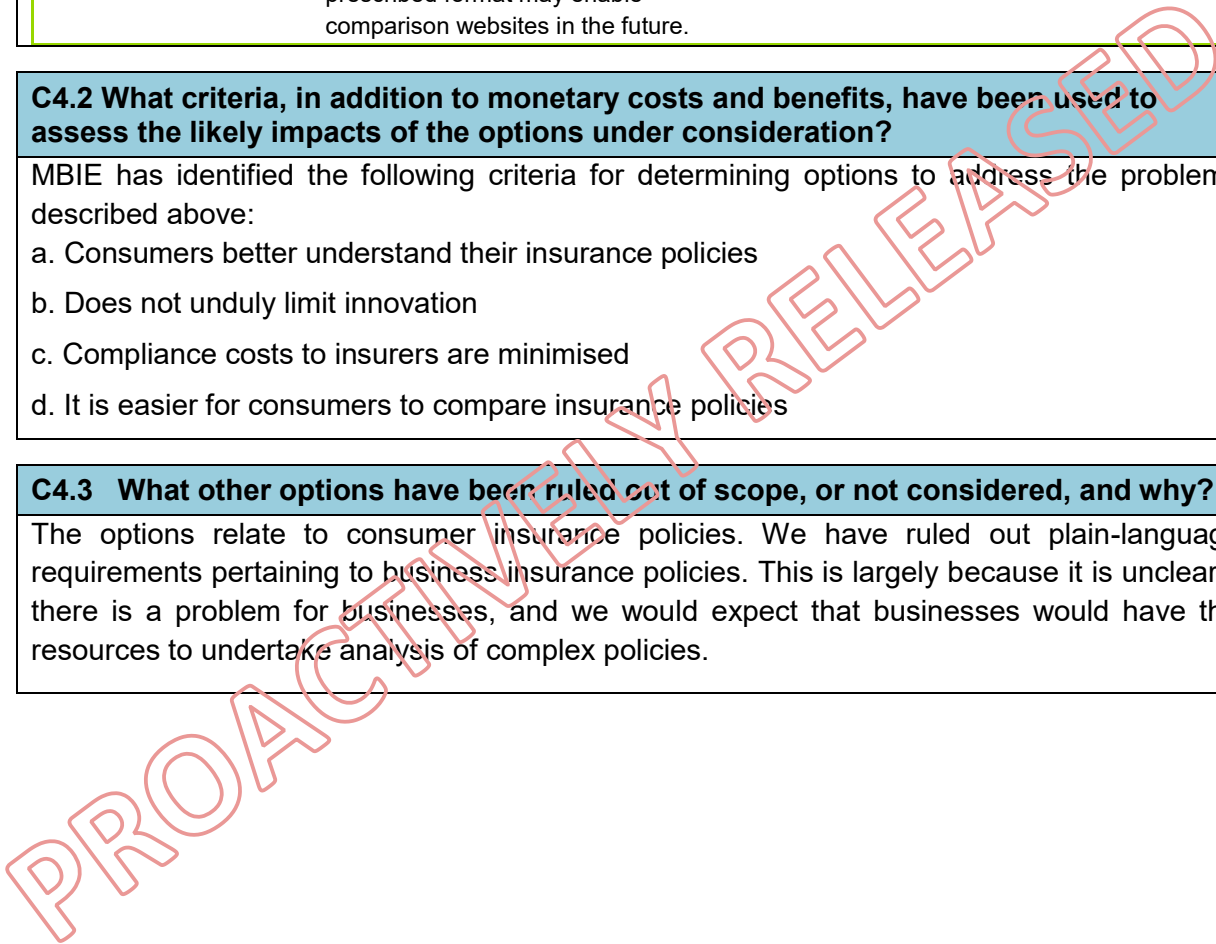 prescribed format may enable
comparison websites in the future.
C4.2 What criteria, in addition to monetary costs and benefits, have been used to
assess the likely impacts of the options under consideration?
MBIE has identified the following criteria for determining options to address the problem
described above:
a. Consumers better understand their insurance policies
b. Does not unduly limit innovation
c. Compliance costs to insurers are minimised
d. It is easier for consumers to compare insurance policies
C4.3 What other options have been ruled out of scope, or not considered, and why?
The options relate to consumer insurance policies. We have ruled out plain-languag
requirements pertaining to business insurance policies. This is largely because it is unclear
there is a problem for businesses, and we would expect that businesses would have th
resources to undertake analysis of complex policies.
PROACTIVELY RELEASED